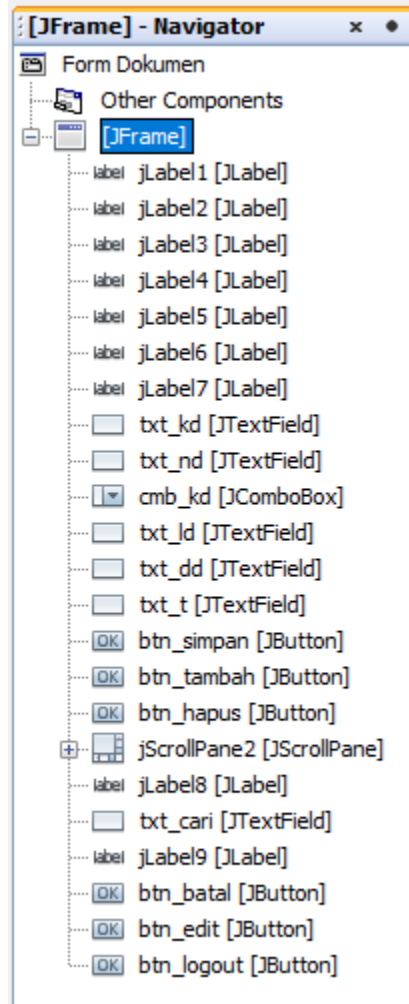 [JFrame] - Navigator
Form Dokumen
Other Components
[JFrame]
label jLabel1 [JLabel]
label jLabel2 [JLabel]
label jLabel3 [JLabel]
label jLabel4 [JLabel]
label jLabel5 [JLabel]
label jLabel6 [JLabel]
label jLabel7 [JLabel]
txt_kd [JTextField]
txt_nd [JTextField]
cmb_kd [JComboBox]
txt_ld [JTextField]
txt_dd [JTextField]
txt_t [JTextField]
OK btn_simpan [JButton]
OK btn_tambah [JButton]
OK btn_hapus [JButton]
jScrollPane2 [JScrollPane]
label jLabel8 [JLabel]
txt_cari [JTextField]
label jLabel9 [JLabel]
OK btn_batal [JButton]
OK btn_edit [JButton]
OK btn_logout [JButton]